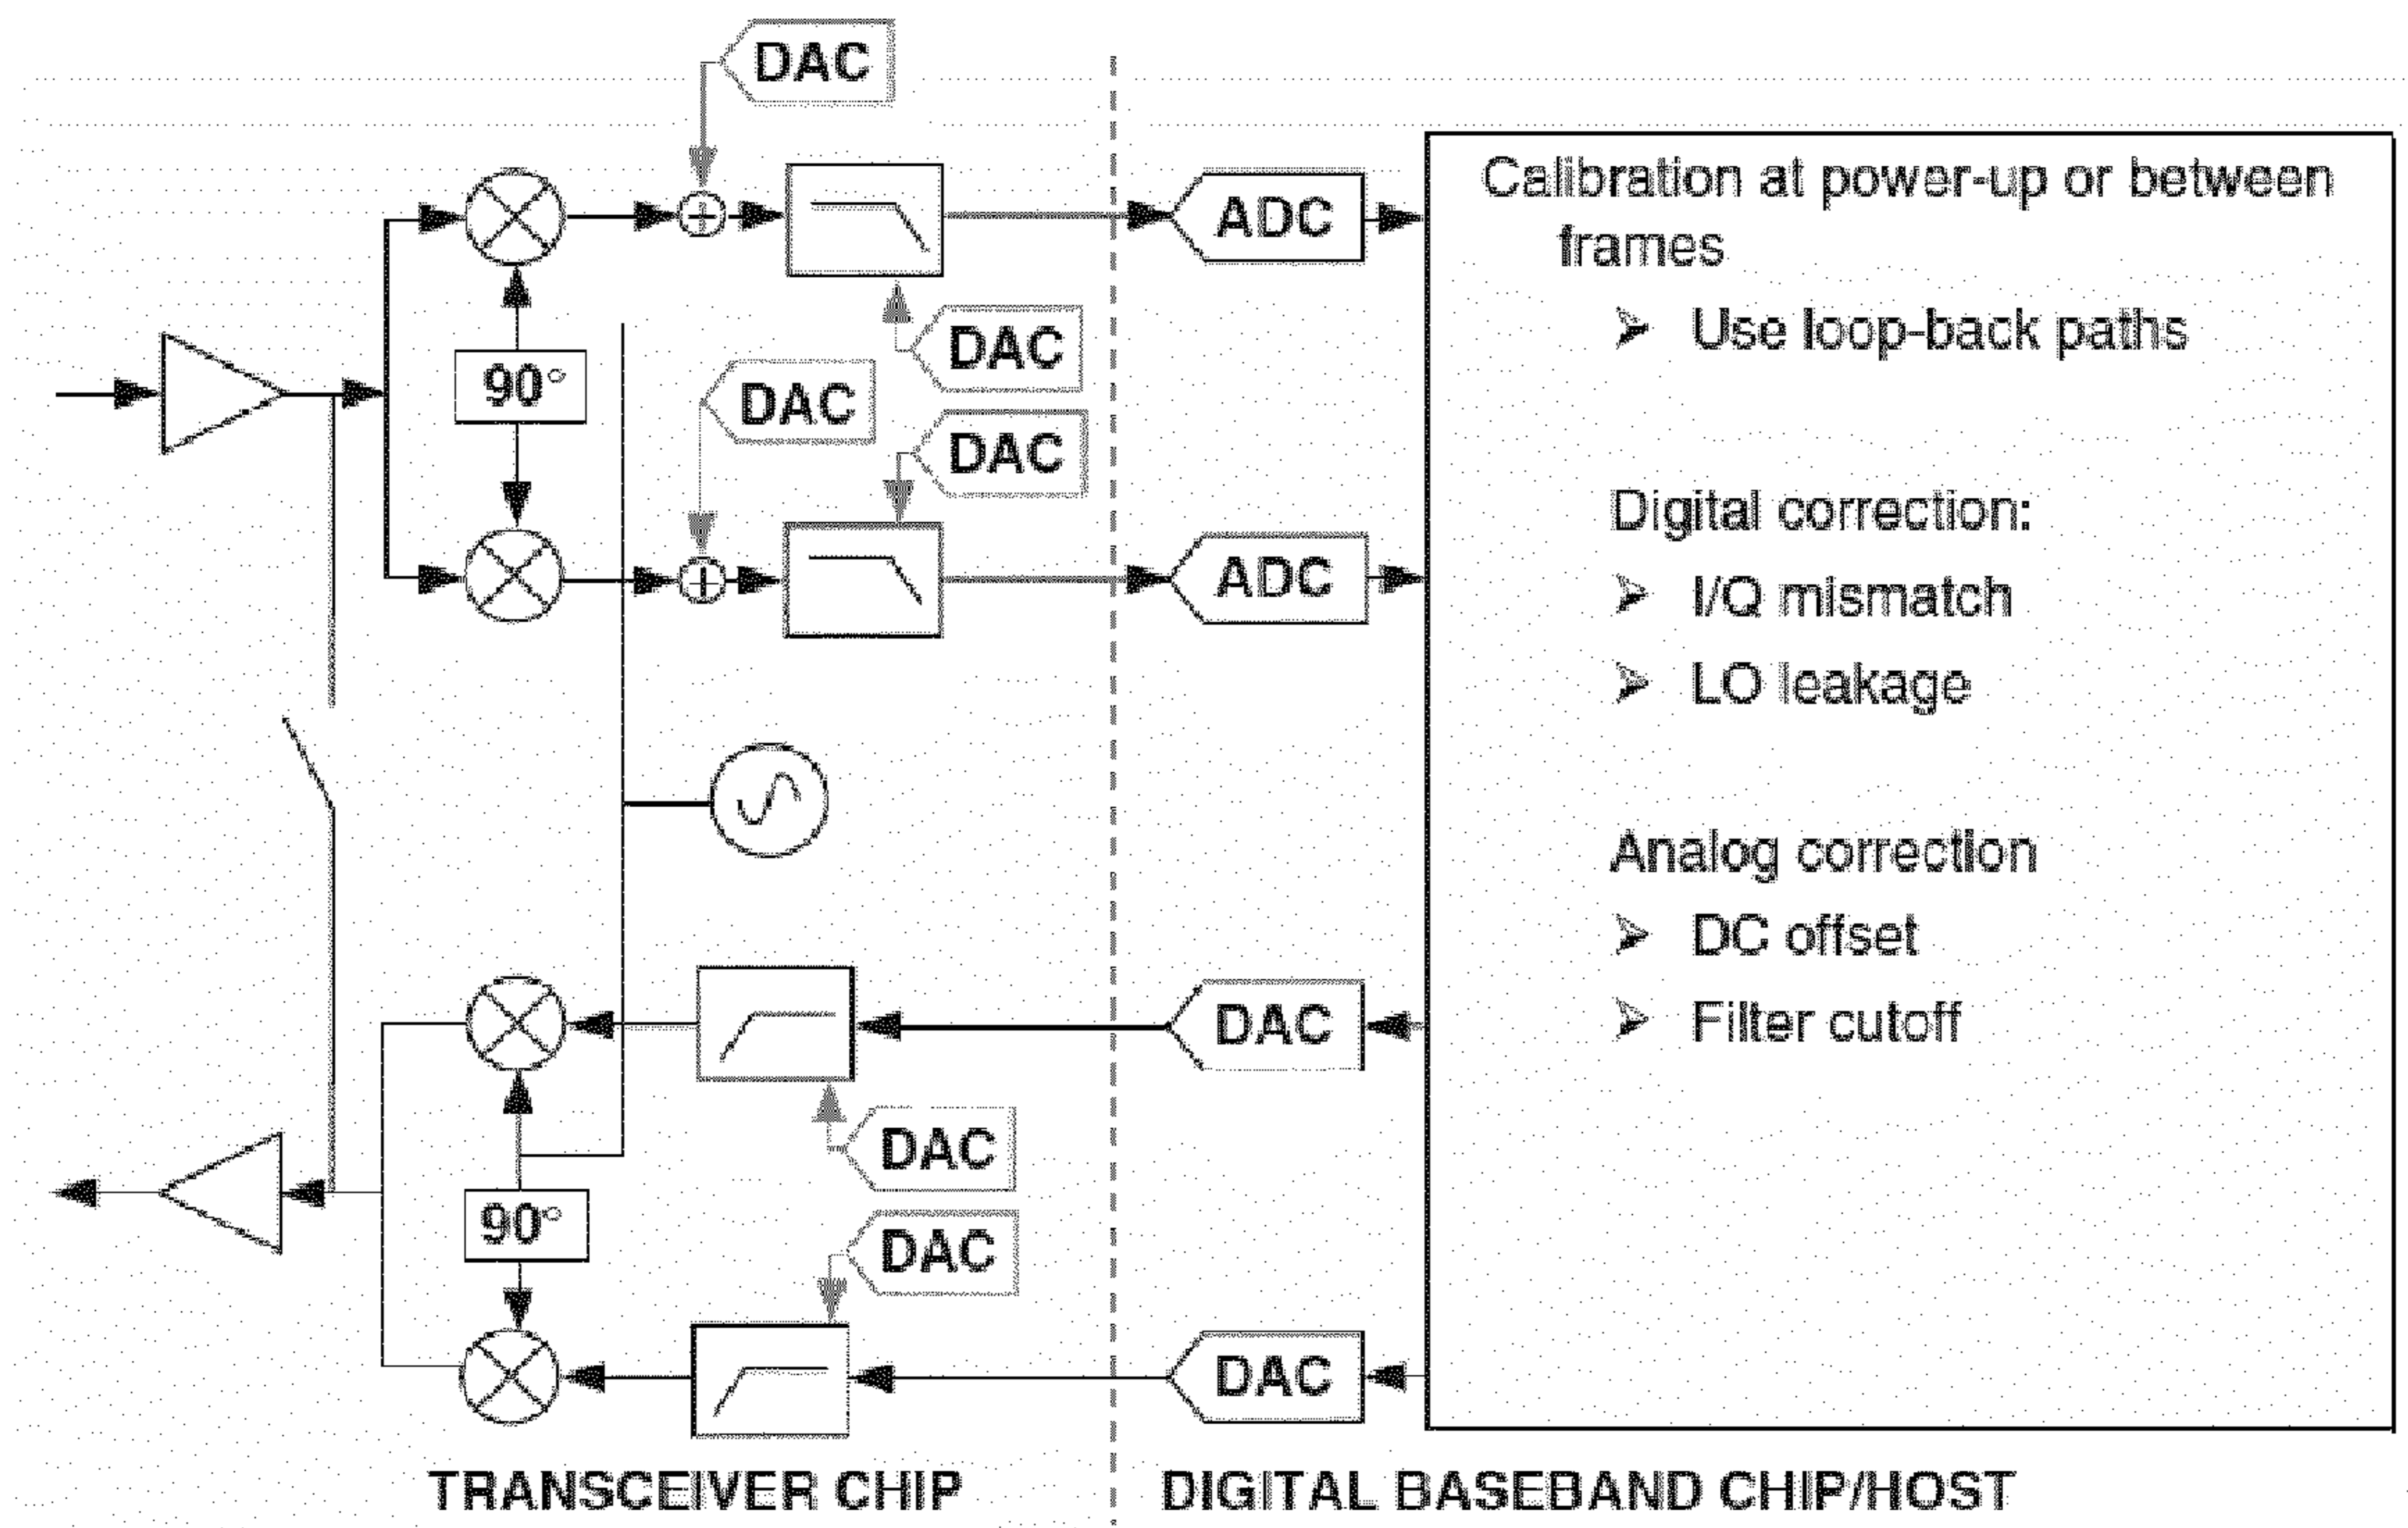 DAC
ADC
Calibration at power-up or between
frames
Use loop-back paths
90°
DAC
DAC
DAC
ADC
Digital correction:
I/Q mismatch
LO leakage
Analog correction
DC offset
Filter cutoff
DAC
DAC
90°
DAC
DAC
TRANSCEIVER CHIP
DIGITAL BASEBAND CHIP/HOST